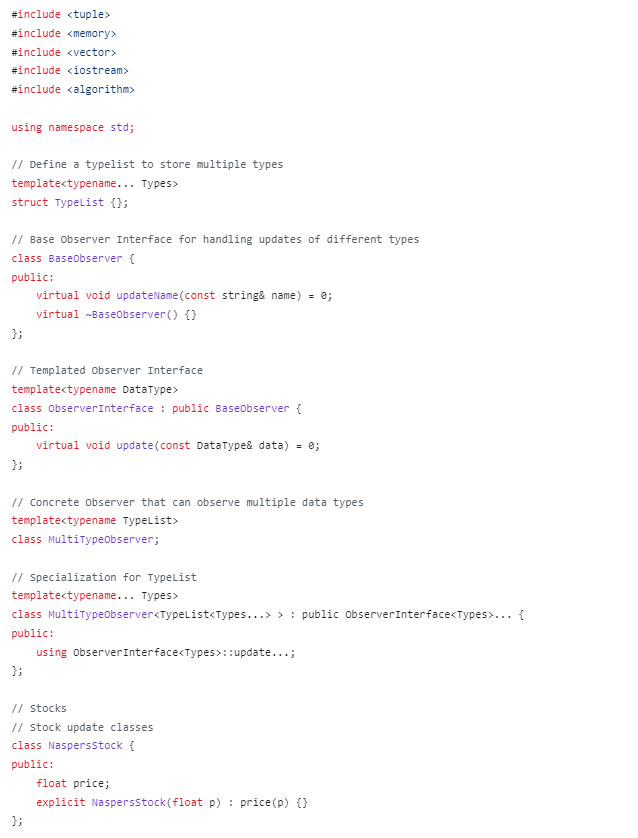 #include <tuple>
#include <memory>
#include <vector>
#include <iostream>
#include <algorithm>

using namespace std;

// Define a typelist to store multiple types
template<typename... Types>
struct TypeList {};

// Base Observer Interface for handling updates of different types
class BaseObserver {
public:
    virtual void updateName(const string& name) = 0;
    virtual ~BaseObserver() {}
};

// Templated Observer Interface
template<typename DataType>
class ObserverInterface : public BaseObserver {
public:
    virtual void update(const DataType& data) = 0;
};

// Concrete Observer that can observe multiple data types
template<typename TypeList>
class MultiTypeObserver;

// Specialization for TypeList
template<typename... Types>
class MultiTypeObserver<TypeList<Types...> > : public ObserverInterface<Types>... {
public:
    using ObserverInterface<Types>::update...;
};

// Stocks
// Stock update classes
class NaspersStock {
public:
    float price;
    explicit NaspersStock(float p) : price(p) {}
};